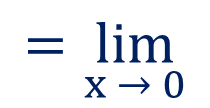 = lim
x → 0